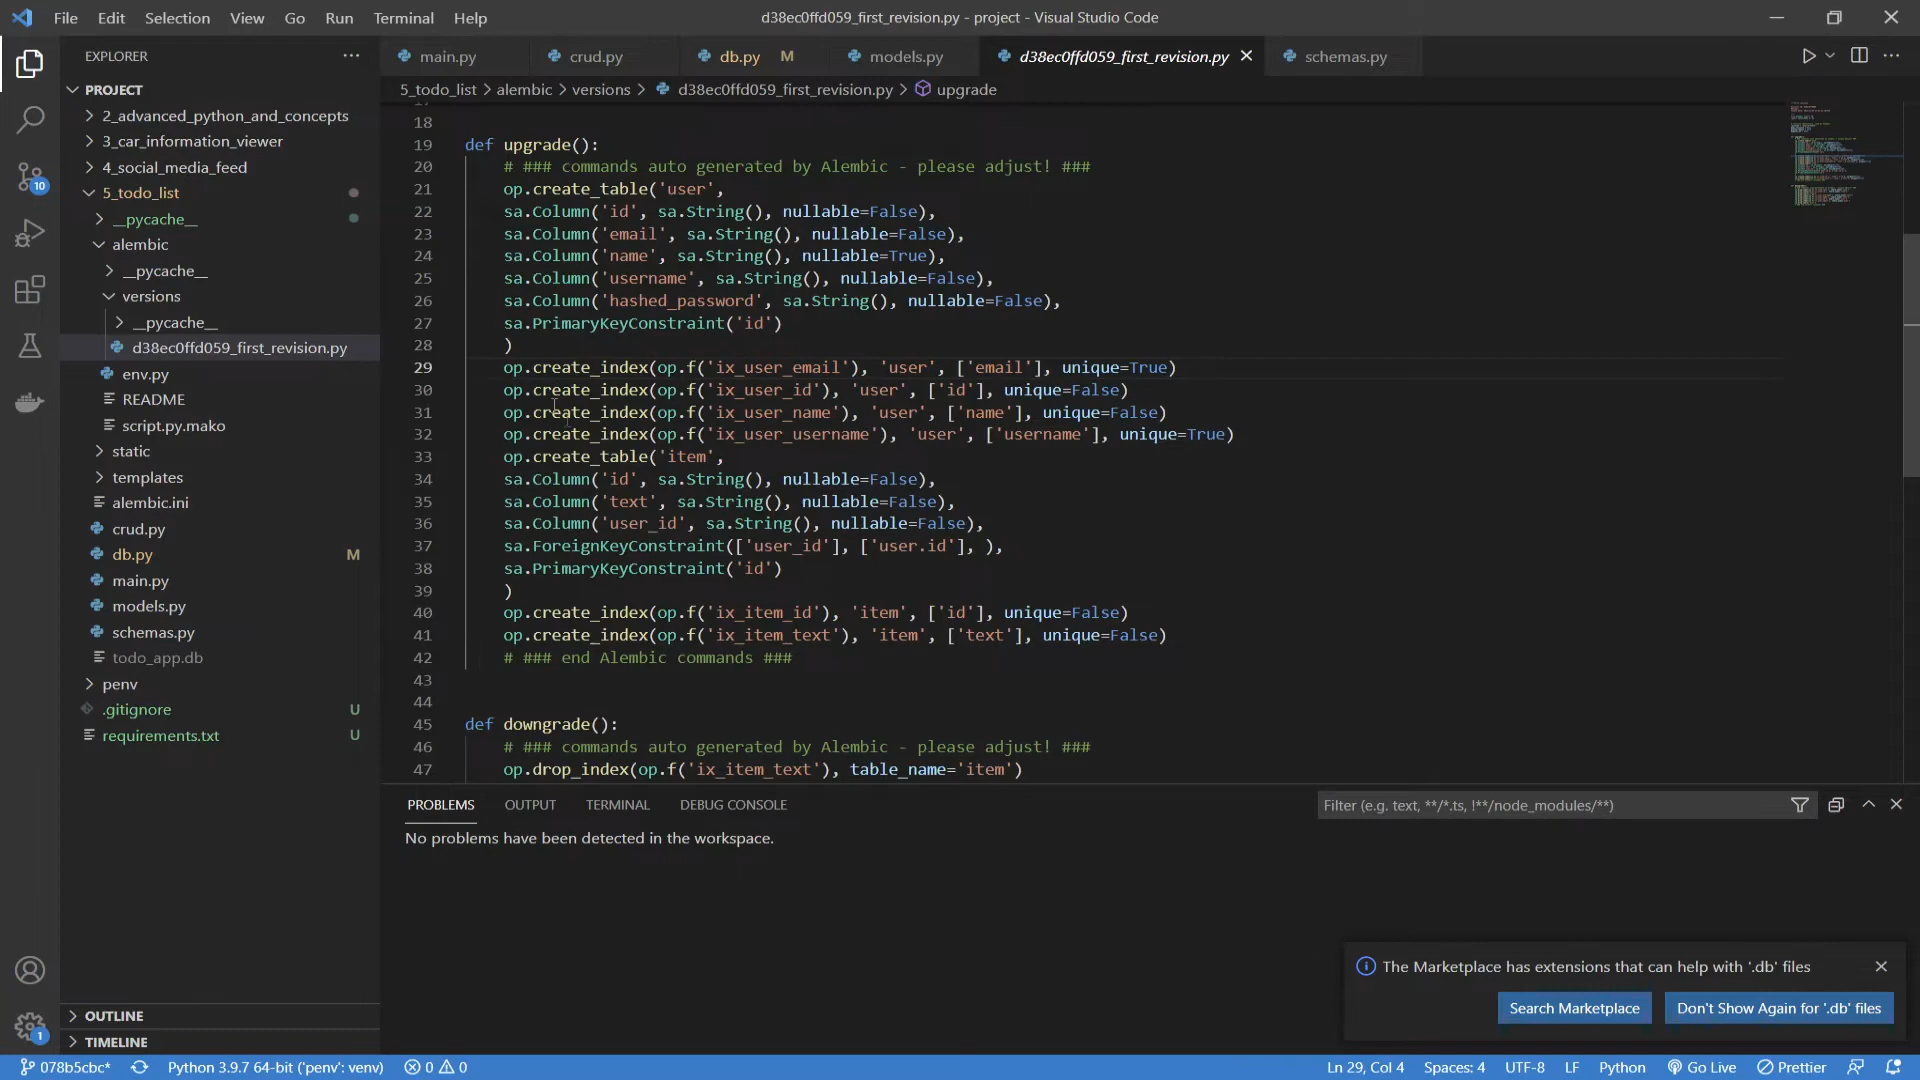 File Edit Selection View Go Run Terminal Help
d38ec0ffd059_first_revision.py - project - Visual Studio Code
EXPLORER
PROJECT
2_advanced_python_and_concepts
3_car_information_viewer
4_social_media_feed
5_todo_list
__pycache__
alembic
__pycache__
versions
__pycache__
d38ec0ffd059_first_revision.py
env.py
README
script.py.mako
static
templates
alembic.ini
crud.py
db.py M
main.py
models.py
schemas.py
todo_app.db
penv
.gitignore U
requirements.txt U
OUTLINE
TIMELINE
10
1
main.py crud.py db.py M models.py d38ec0ffd059_first_revision.py schemas.py
5_todo_list > alembic > versions > d38ec0ffd059_first_revision.py > upgrade
18
19 def upgrade():
20 # ### commands auto generated by Alembic - please adjust! ###
21 op.create_table('user',
22 sa.Column('id', sa.String(), nullable=False),
23 sa.Column('email', sa.String(), nullable=False),
24 sa.Column('name', sa.String(), nullable=True),
25 sa.Column('username', sa.String(), nullable=False),
26 sa.Column('hashed_password', sa.String(), nullable=False),
27 sa.PrimaryKeyConstraint('id')
28 )
29 op.create_index(op.f('ix_user_email'), 'user', ['email'], unique=True)
30 op.create_index(op.f('ix_user_id'), 'user', ['id'], unique=False)
31 op.create_index(op.f('ix_user_name'), 'user', ['name'], unique=False)
32 op.create_index(op.f('ix_user_username'), 'user', ['username'], unique=True)
33 op.create_table('item',
34 sa.Column('id', sa.String(), nullable=False),
35 sa.Column('text', sa.String(), nullable=False),
36 sa.Column('user_id', sa.String(), nullable=False),
37 sa.ForeignKeyConstraint(['user_id'], ['user.id'], ),
38 sa.PrimaryKeyConstraint('id')
39 )
40 op.create_index(op.f('ix_item_id'), 'item', ['id'], unique=False)
41 op.create_index(op.f('ix_item_text'), 'item', ['text'], unique=False)
42 # ### end Alembic commands ###
43
44
45 def downgrade():
46 # ### commands auto generated by Alembic - please adjust! ###
47 op.drop_index(op.f('ix_item_text'), table_name='item')
PROBLEMS OUTPUT TERMINAL DEBUG CONSOLE
Filter (e.g. text, **/*.ts, !**/node_modules/**)
No problems have been detected in the workspace.
The Marketplace has extensions that can help with '.db' files
Search Marketplace Don't Show Again for '.db' files
078b5cbc* Python 3.9.7 64-bit ('penv': venv) 0 0 Ln 29, Col 4 Spaces: 4 UTF-8 LF Python Go Live Prettier